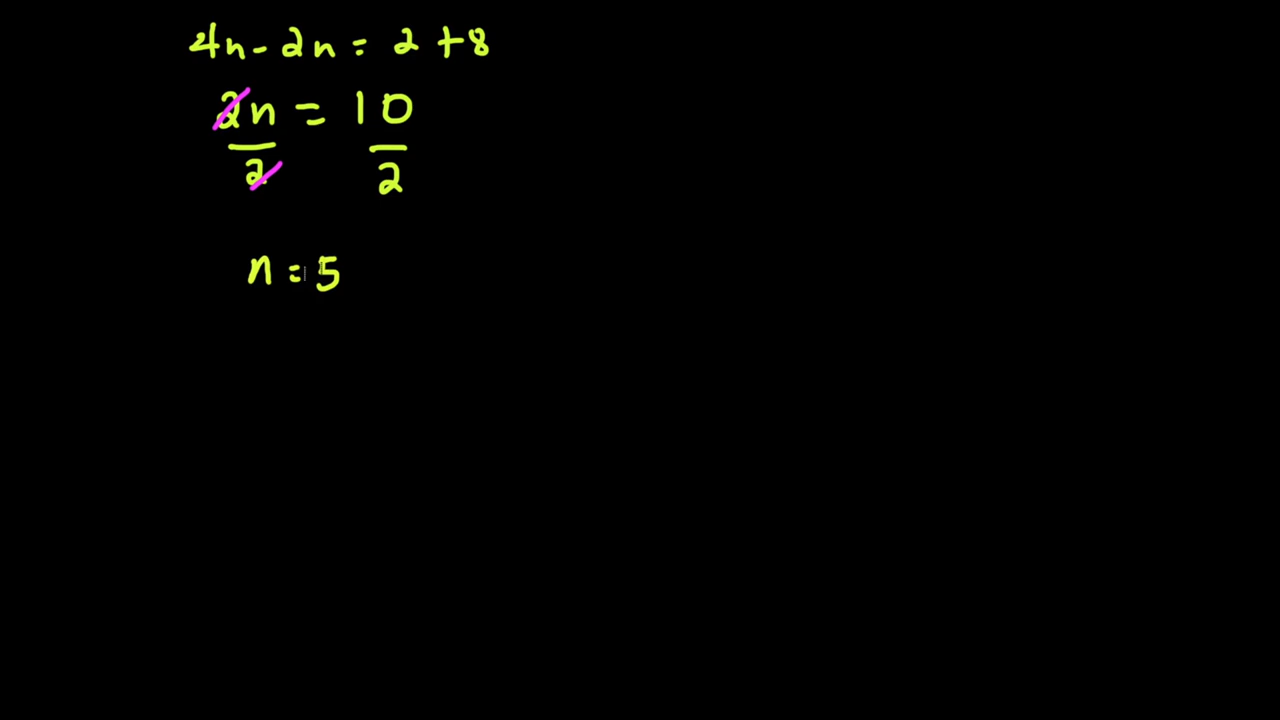 4n - 2n = 2 + 8
2n = 10
2 2
n = 5